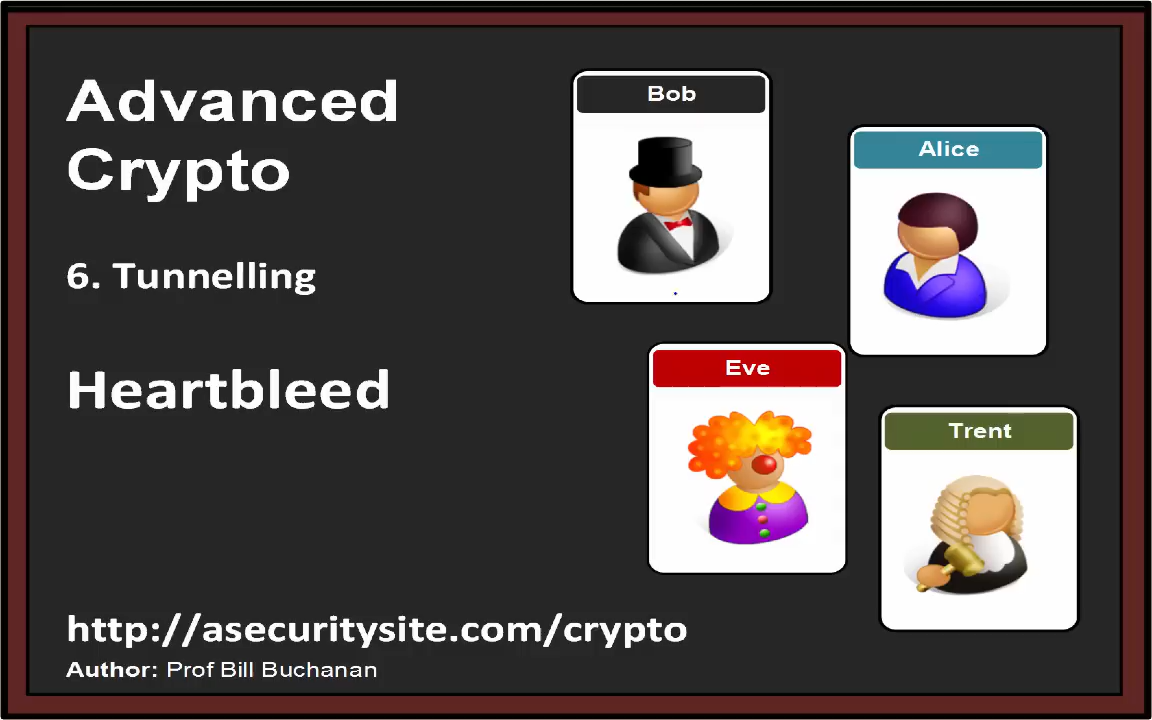 Advanced
Crypto
6. Tunnelling
Heartbleed
Bob
Alice
Eve
Trent
http://asecuritysite.com/crypto
Author: Prof Bill Buchanan